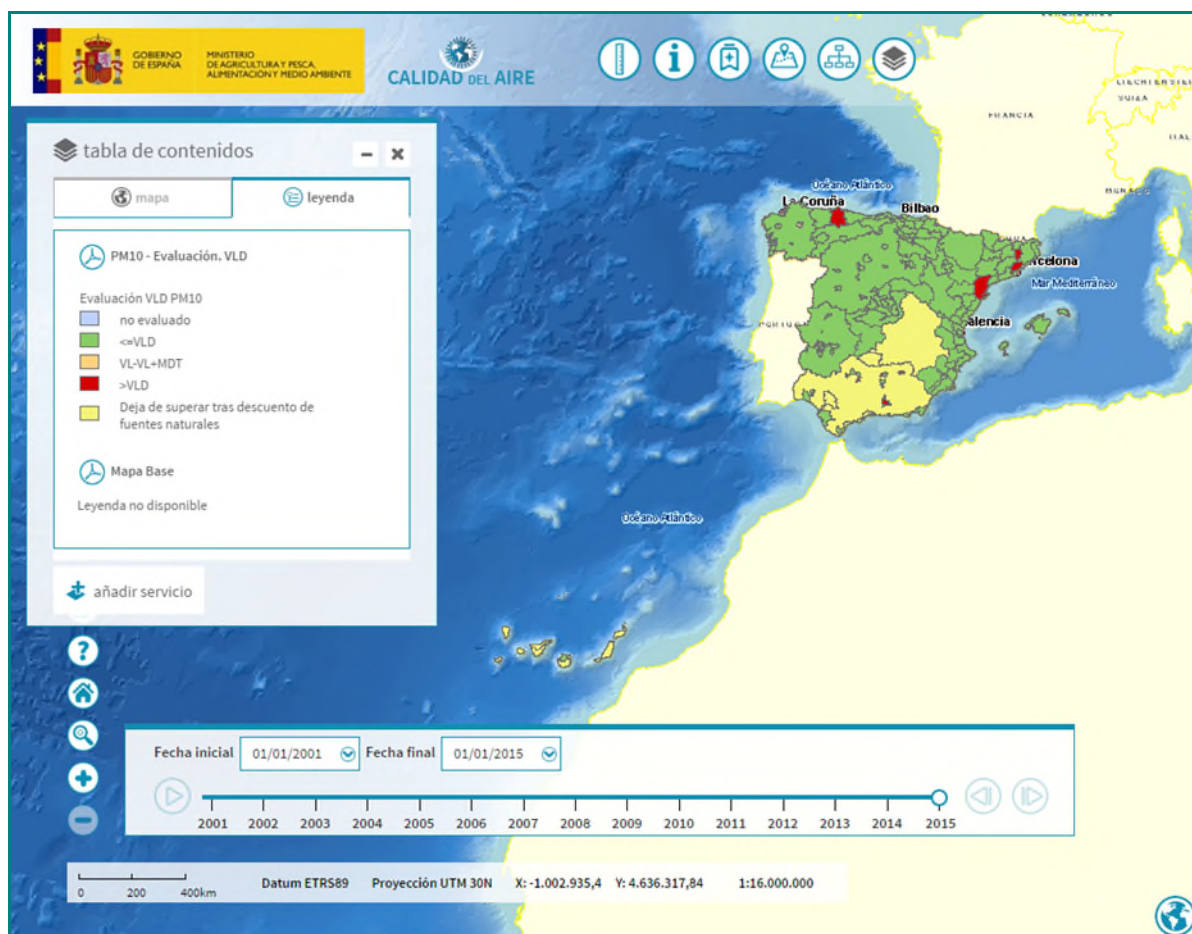 GOBIERNO
DE ESPAÑA
MINISTERIO
DE AGRICULTURA Y PESCA,
ALIMENTACIÓN Y MEDIO AMBIENTE
CALIDAD DEL AIRE
LIECHTENSTEI
SUIZA
FRANCIA
ITAL
MONACO
tabla de contenidos
mapa
leyenda
PM10 - Evaluación. VLD
Evaluación VLD PM10
no evaluado
<=VLD
VL-VL+MDT
>VLD
Deja de superar tras descuento de
fuentes naturales
Mapa Base
Leyenda no disponible
añadir servicio
Océano Atlántico
La Coruña
Bilbao
rcelona
Mar Mediterráneo
alencia
Océano Atlántico
Fecha inicial 01/01/2001 Fecha final 01/01/2015
2001 2002 2003 2004 2005 2006 2007 2008 2009 2010 2011 2012 2013 2014 2015
0 200 400km Datum ETRS89 Proyección UTM 30N X: -1.002.935,4 Y: 4.636.317,84 1:16.000.000